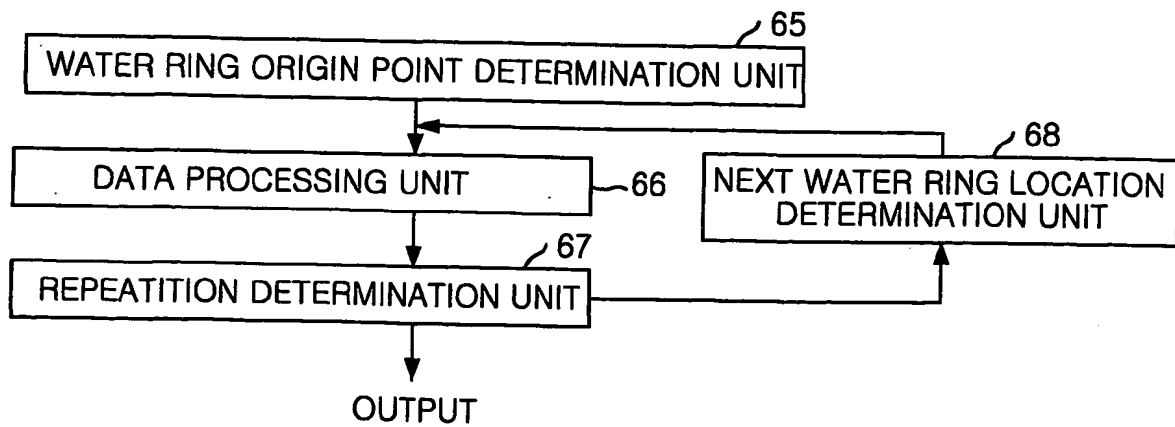 65
WATER RING ORIGIN POINT DETERMINATION UNIT
68
DATA PROCESSING UNIT
66
NEXT WATER RING LOCATION
DETERMINATION UNIT
67
REPEATITION DETERMINATION UNIT
OUTPUT